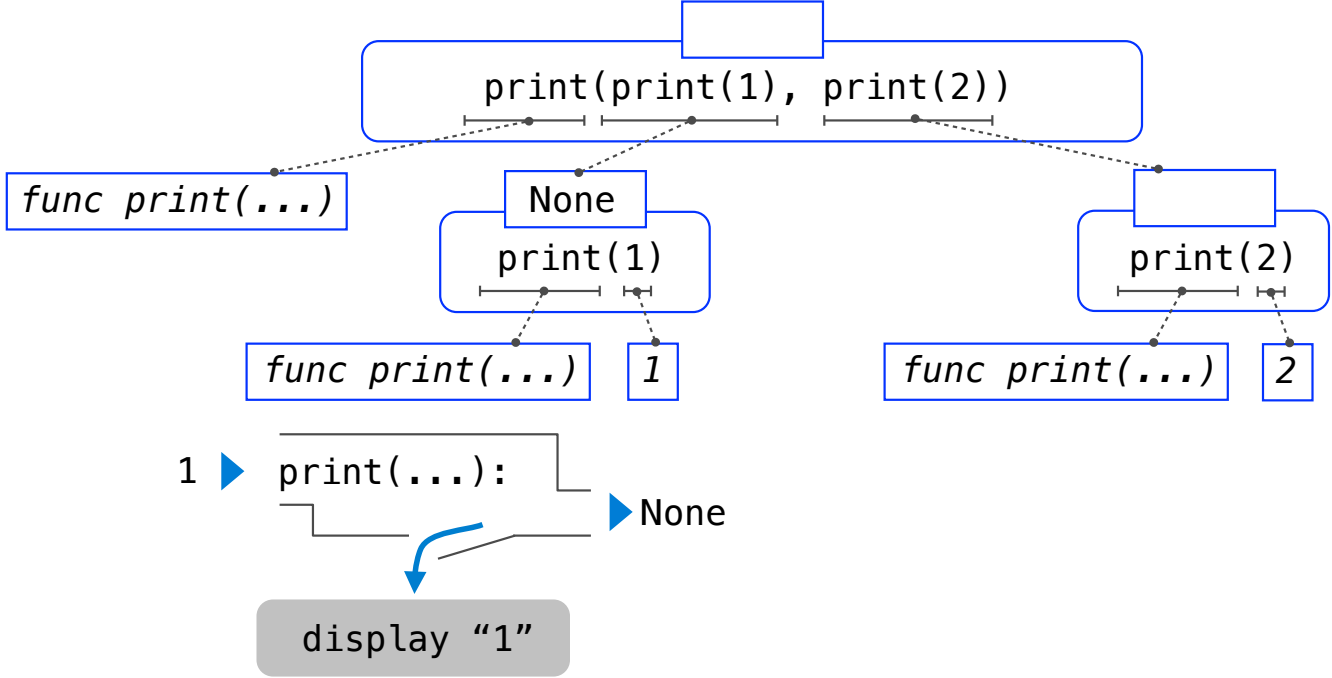 print(print(1), print(2))
func print(...)
None
print(1)
print(2)
func print(...)
1
func print(...)
2
1
print(...):
None
display “1”